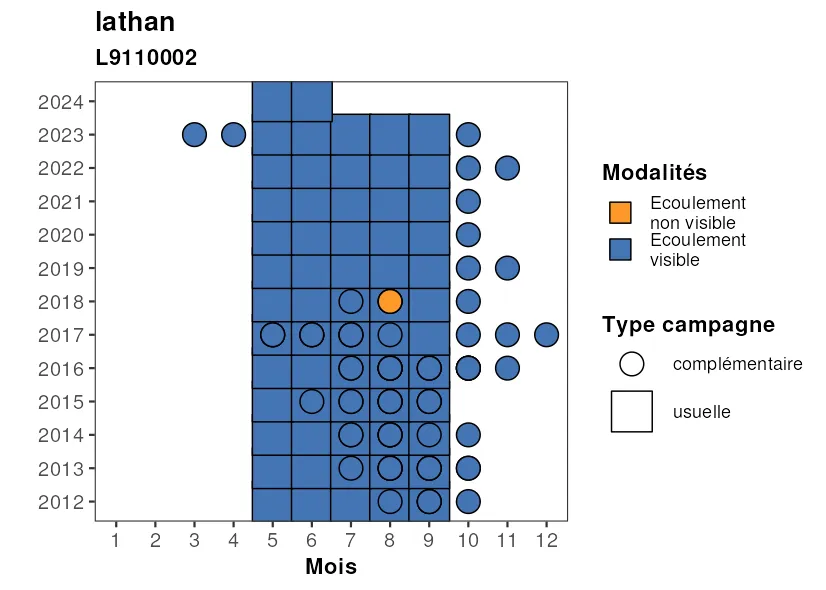 lathan
L9110002
2024
2023
2022
2021
2020
2019
2018
2017
2016
2015
2014
2013
2012
1 2 3 4 5 6 7 8 9 10 11 12
Mois
Modalités
Ecoulement
non visible
Ecoulement
visible
Type campagne
complémentaire
usuelle